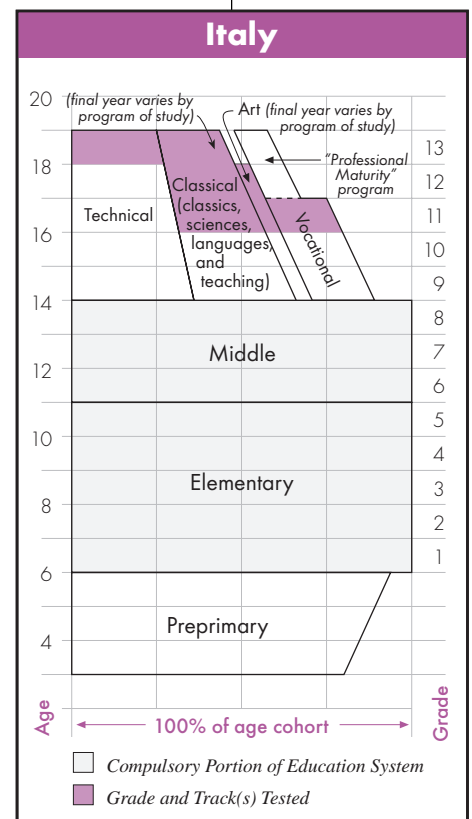 Italy
20
18
16
14
12
10
8
6
4
Age
(final year varies by
program of study)
Art (final year varies by
program of study)
"Professional
Maturity"
program
Technical
Classical
(classics,
sciences,
languages,
and
teaching)
Vocational
Middle
Elementary
Preprimary
13
12
11
10
9
8
7
6
5
4
3
2
1
Grade
100% of age cohort
Compulsory Portion of Education System
Grade and Track(s) Tested